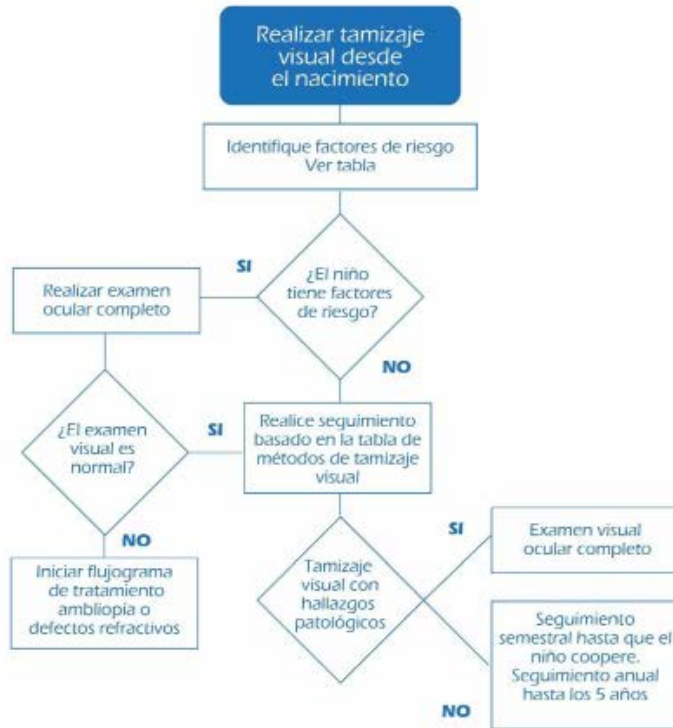 Realizar tamizaje
visual desde
el nacimiento
Identifique factores de riesgo
Ver tabla
SI
¿El niño
tiene factores
de riesgo?
Realizar examen
ocular completo
NO
¿El examen
visual es
normal?
SI
Realice seguimiento
basado en la tabla de
métodos de tamizaje
visual
NO
Iniciar flujograma
de tratamiento
ambliopía o
defectos refractivos
Tamizaje
visual con
hallazgos
patológicos
SI
Examen visual
ocular completo
NO
Seguimiento
semestral hasta que el
niño coopere.
Seguimiento anual
hasta los 5 años